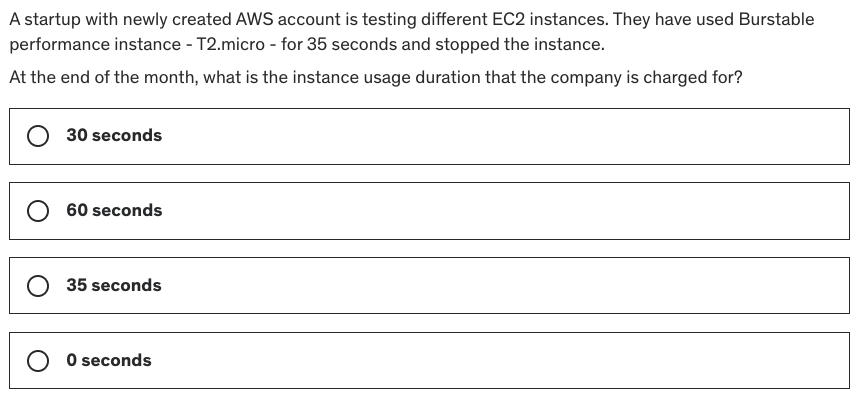 A startup with newly created AWS account is testing different EC2 instances. They have used Burstable
performance instance - T2.micro - for 35 seconds and stopped the instance.
At the end of the month, what is the instance usage duration that the company is charged for?
30 seconds
60 seconds
35 seconds
0 seconds